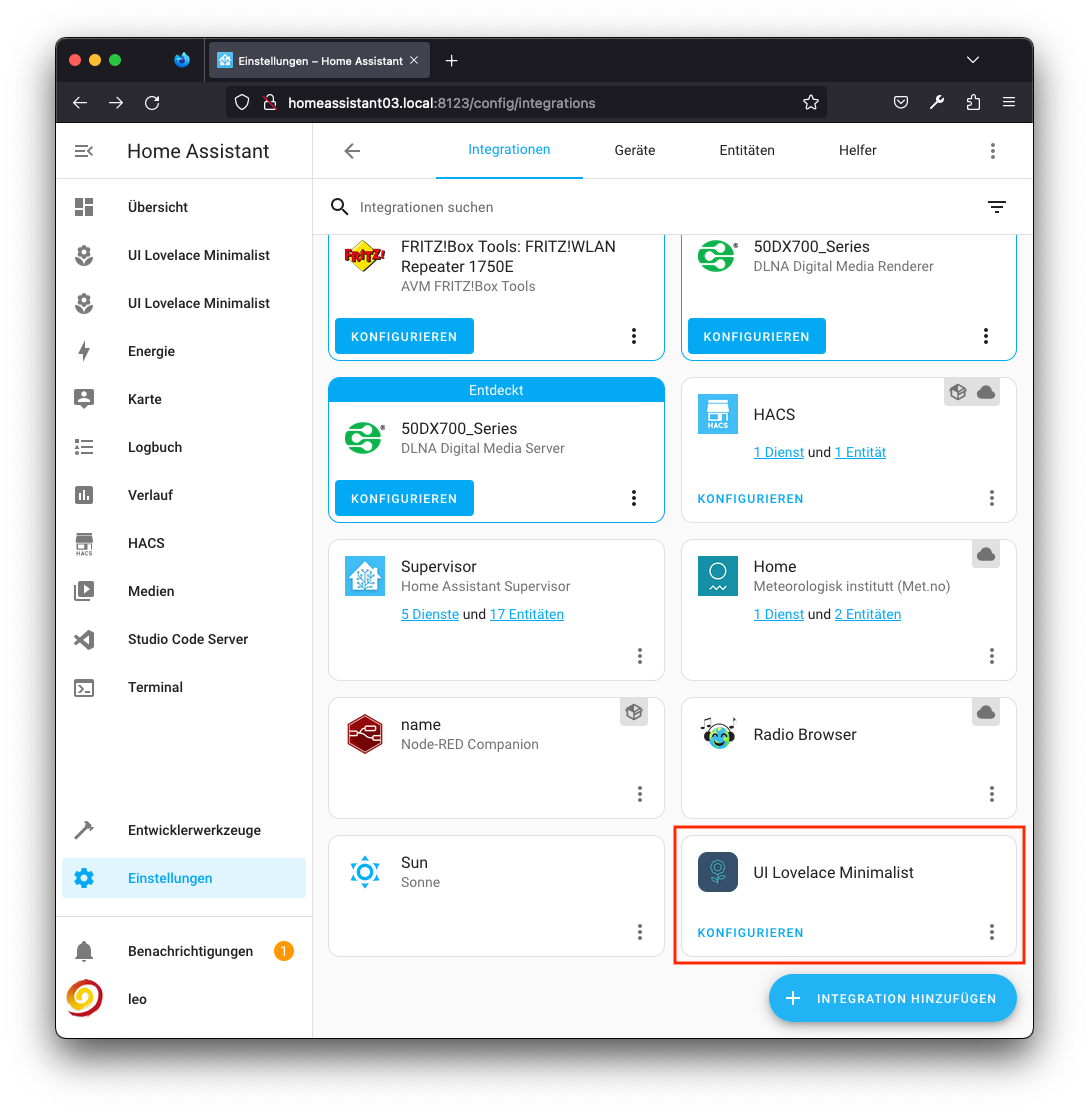 Einstellungen – Home Assistant
homeassistant03.local:8123/config/integrations
Home Assistant
Integrationen
Geräte
Entitäten
Helfer
Übersicht
UI Lovelace Minimalist
UI Lovelace Minimalist
Energie
Karte
Logbuch
Verlauf
HACS
HACS
Medien
Studio Code Server
Terminal
Entwicklerwerkzeuge
Einstellungen
Benachrichtigungen
1
leo
Integrationen suchen
FRITZ!
FRITZ!Box Tools: FRITZ!WLAN
Repeater 1750E
AVM FRITZ!Box Tools
KONFIGURIEREN
50DX700_Series
DLNA Digital Media Renderer
KONFIGURIEREN
Entdeckt
50DX700_Series
DLNA Digital Media Server
KONFIGURIEREN
HACS
HACS
1 Dienst und 1 Entität
KONFIGURIEREN
Supervisor
Home Assistant Supervisor
5 Dienste und 17 Entitäten
Home
Meteorologisk institutt (Met.no)
1 Dienst und 2 Entitäten
name
Node-RED Companion
Radio Browser
Sun
Sonne
UI Lovelace Minimalist
KONFIGURIEREN
INTEGRATION HINZUFÜGEN